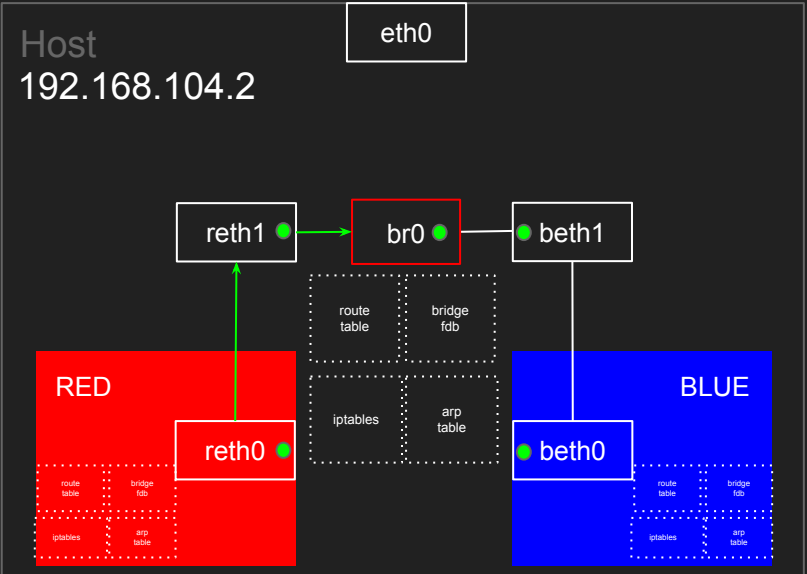 eth0
Host
192.168.104.2
reth1
br0
beth1
route
table
bridge
fdb
iptables
arp
table
RED
reth0
route
table
bridge
fdb
iptables
arp
table
BLUE
beth0
route
table
bridge
fdb
iptables
arp
table